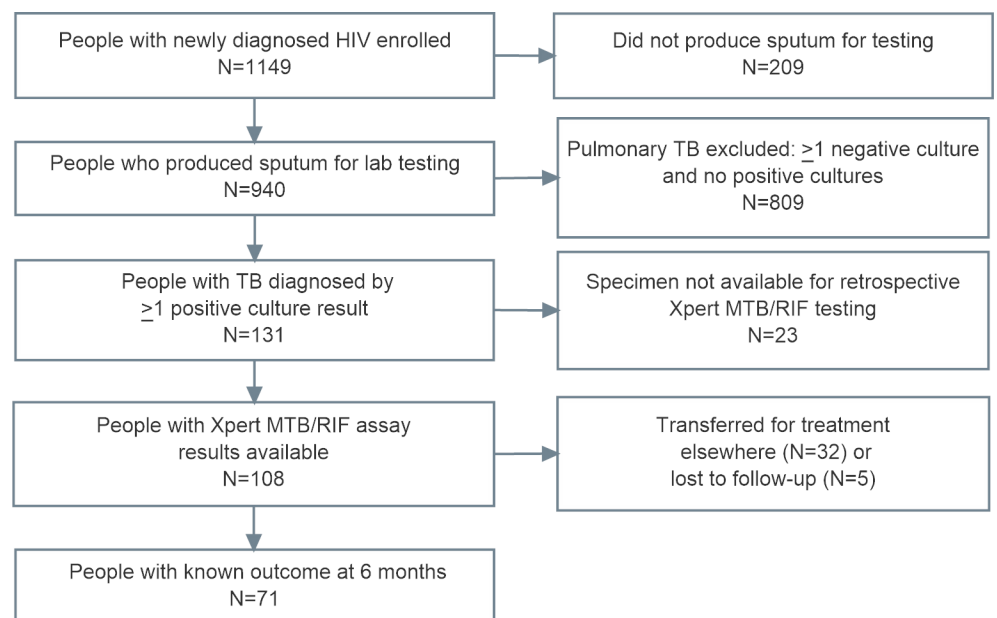 People with newly diagnosed HIV enrolled
N=1149
Did not produce sputum for testing
N=209
People who produced sputum for lab testing
N=940
Pulmonary TB excluded: ≥1 negative culture
and no positive cultures
N=809
People with TB diagnosed by
≥1 positive culture result
N=131
Specimen not available for retrospective
Xpert MTB/RIF testing
N=23
People with Xpert MTB/RIF assay
results available
N=108
Transferred for treatment
elsewhere (N=32) or
lost to follow-up (N=5)
People with known outcome at 6 months
N=71